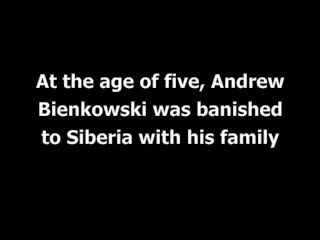 At the age of five, Andrew
Bienkowski was banished
to Siberia with his family